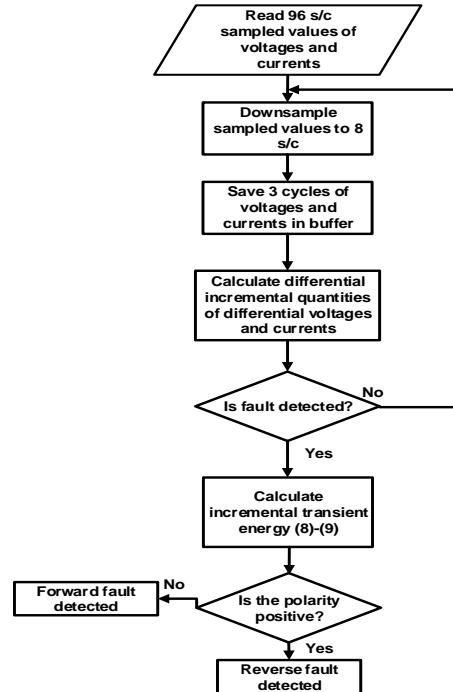 Read 96 s/c
sampled values of
voltages and
currents
Downsample
sampled values to 8
s/c
Save 3 cycles of
voltages and
currents in buffer
Calculate differential
incremental quantities
of differential voltages
and currents
Is fault detected?
No
Yes
Calculate
incremental transient
energy (8)-(9)
Is the polarity
positive?
No
Forward fault
detected
Yes
Reverse fault
detected